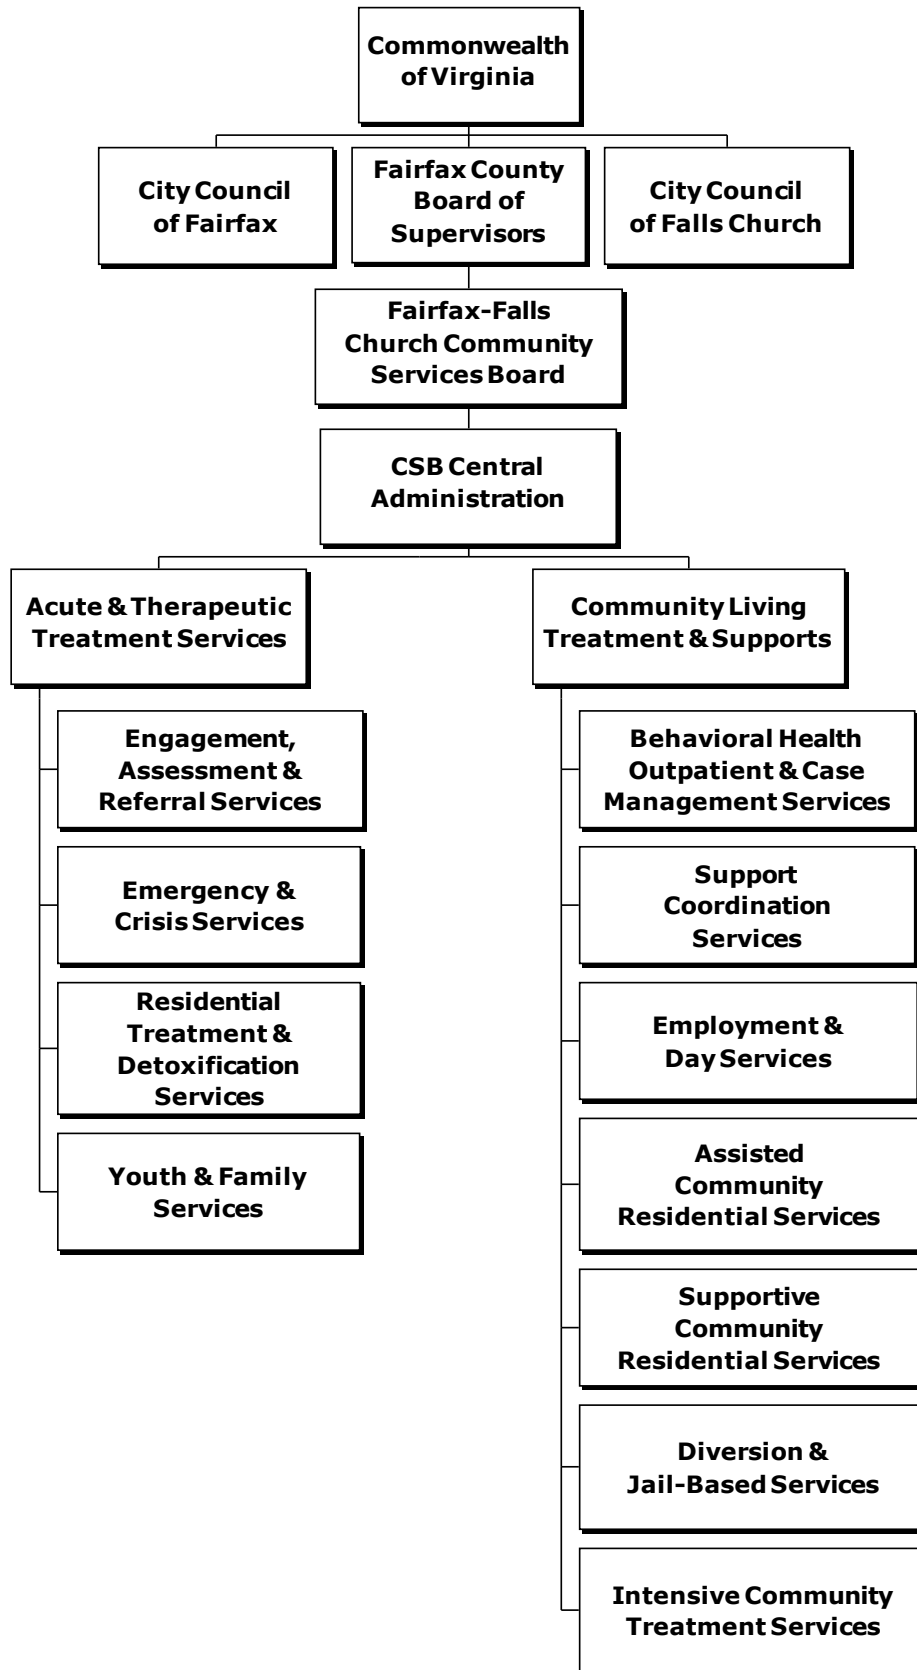 Commonwealth
of Virginia
City Council
of Fairfax
Fairfax County
Board of
Supervisors
City Council
of Falls Church
Fairfax-Falls
Church Community
Services Board
CSB Central
Administration
Acute & Therapeutic
Treatment Services
Engagement,
Assessment &
Referral Services
Emergency &
Crisis Services
Residential
Treatment &
Detoxification
Services
Youth & Family
Services
Community Living
Treatment & Supports
Behavioral Health
Outpatient & Case
Management Services
Support
Coordination
Services
Employment &
Day Services
Assisted
Community
Residential Services
Supportive
Community
Residential Services
Diversion &
Jail-Based Services
Intensive Community
Treatment Services